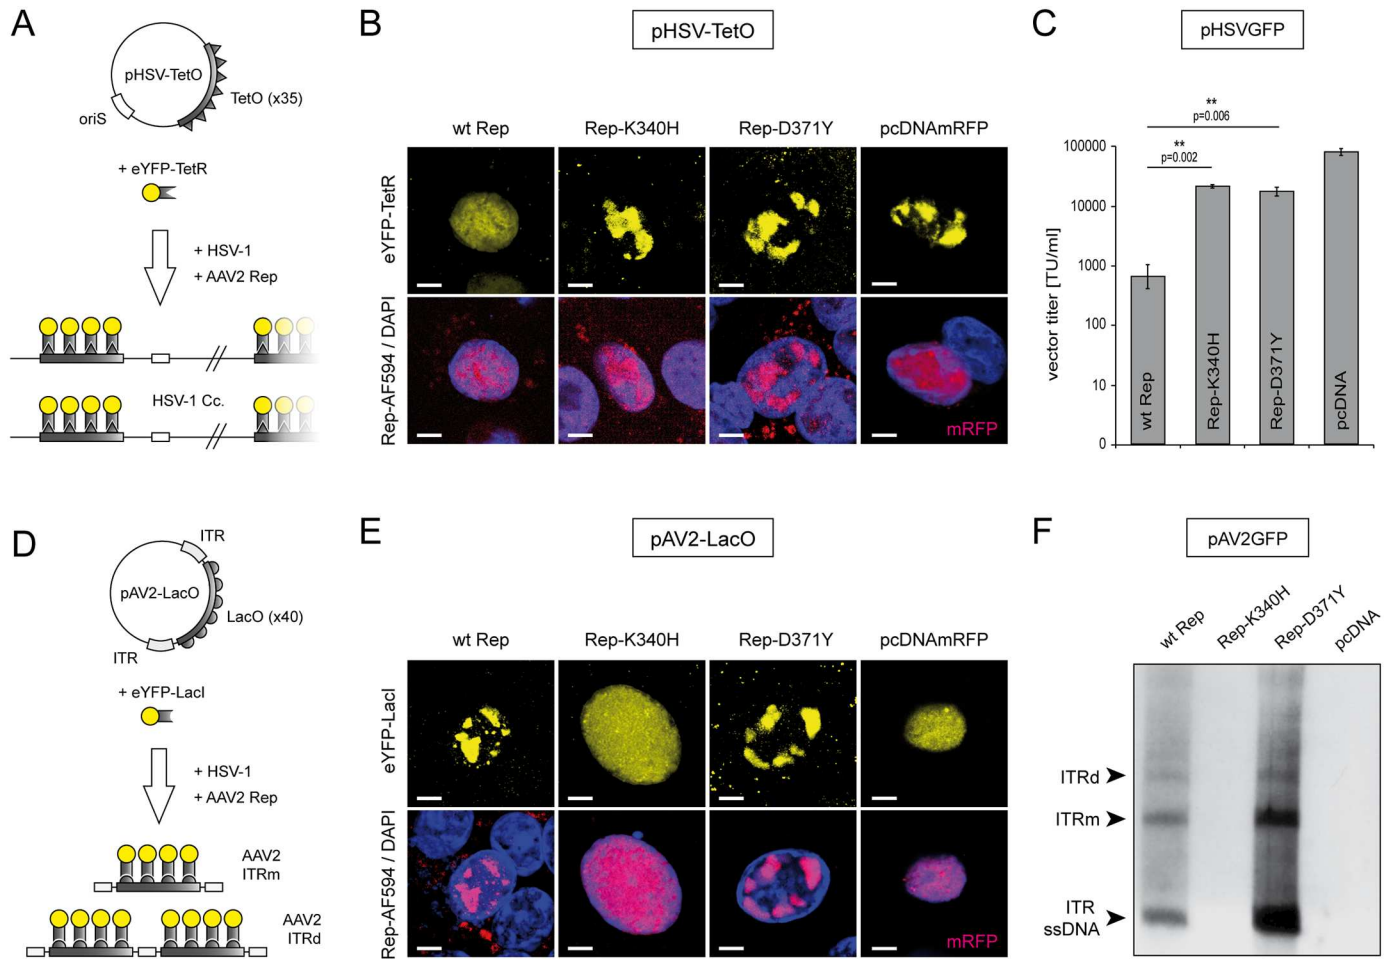 A
pHSV-TetO
TetO (x35)
oriS
+ eYFP-TetR
+ HSV-1
+ AAV2 Rep
HSV-1 Cc.
B
pHSV-TetO
wt Rep
Rep-K340H
Rep-D371Y
pcDNAmRFP
eYFP-TetR
Rep-AF594 / DAPI
mRFP
C
pHSVGFP
**
p=0.006
**
p=0.002
vector titer [TU/ml]
100000
10000
1000
100
10
0
wt Rep
Rep-K340H
Rep-D371Y
pcDNA
D
ITR
pAV2-LacO
LacO (x40)
ITR
+ eYFP-LacI
+ HSV-1
+ AAV2 Rep
AAV2
ITRm
AAV2
ITRd
E
pAV2-LacO
wt Rep
Rep-K340H
Rep-D371Y
pcDNAmRFP
eYFP-LacI
Rep-AF594 / DAPI
mRFP
F
pAV2GFP
wt Rep
Rep-K340H
Rep-D371Y
pcDNA
ITRd
ITRm
ITR
ssDNA